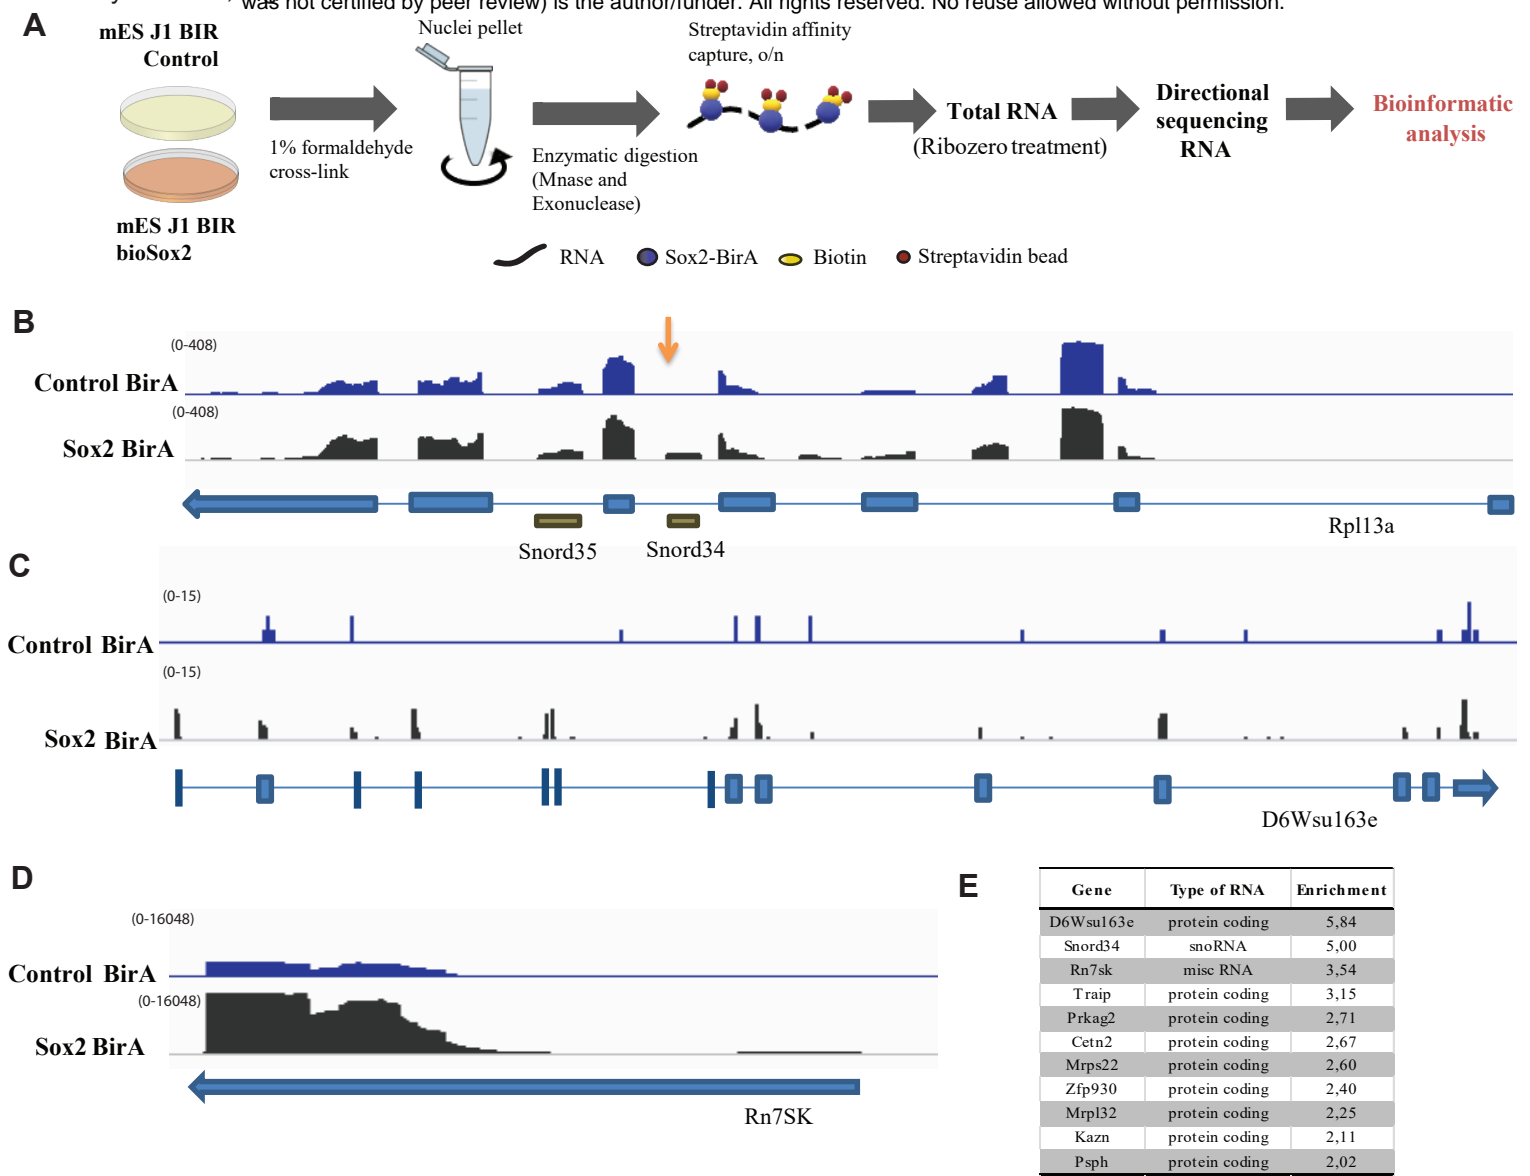 was not certified by peer review) is the author/funder. All rights reserved. No reuse allowed without permission.
A
mES J1 BIR
Control
mES J1 BIR
bioSox2
1% formaldehyde
cross-link
Nuclei pellet
Enzymatic digestion
(Mnase and
Exonuclease)
Streptavidin affinity
capture, o/n
Total RNA
(Ribozero treatment)
Directional
sequencing
RNA
Bioinformatic
analysis
RNA
Sox2-BirA
Biotin
Streptavidin bead
B
(0-408)
Control BirA
(0-408)
Sox2 BirA
Rpl13a
Snord35
Snord34
C
(0-15)
Control BirA
(0-15)
Sox2 BirA
D6Wsu163e
D
(0-16048)
Control BirA
(0-16048)
Sox2 BirA
Rn7SK
E
Gene Type of RNA Enrichment
D6Wsu163e protein coding 5,84
Snord34 snoRNA 5,00
Rn7sk misc RNA 3,54
Traip protein coding 3,15
Prkag2 protein coding 2,71
Cetn2 protein coding 2,67
Mrps22 protein coding 2,60
Zfp930 protein coding 2,40
Mrpl32 protein coding 2,25
Kazn protein coding 2,11
Psph protein coding 2,02